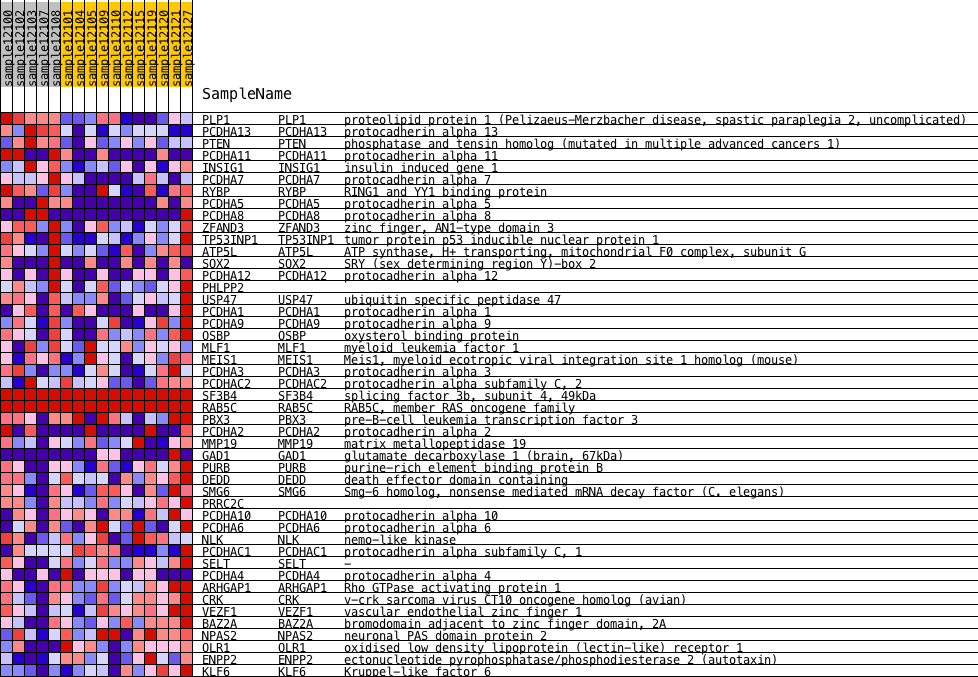 sample12100
sample12102
sample12103
sample12107
sample12108
sample12101
sample12104
sample12105
sample12109
sample12110
sample12112
sample12115
sample12119
sample12120
sample12121
sample12127
SampleName
PLP1 PLP1 proteolipid protein 1 (Pelizaeus-Merzbacher disease, spastic paraplegia 2, uncomplicated)
PCDHA13 PCDHA13 protocadherin alpha 13
PTEN PTEN phosphatase and tensin homolog (mutated in multiple advanced cancers 1)
PCDHA11 PCDHA11 protocadherin alpha 11
INSIG1 INSIG1 insulin induced gene 1
PCDHA7 PCDHA7 protocadherin alpha 7
RYBP RYBP RING1 and YY1 binding protein
PCDHA5 PCDHA5 protocadherin alpha 5
PCDHA8 PCDHA8 protocadherin alpha 8
ZFAND3 ZFAND3 zinc finger, AN1-type domain 3
TP53INP1 TP53INP1 tumor protein p53 inducible nuclear protein 1
ATP5L ATP5L ATP synthase, H+ transporting, mitochondrial F0 complex, subunit G
SOX2 SOX2 SRY (sex determining region Y)-box 2
PCDHA12 PCDHA12 protocadherin alpha 12
PHLPP2
USP47 USP47 ubiquitin specific peptidase 47
PCDHA1 PCDHA1 protocadherin alpha 1
PCDHA9 PCDHA9 protocadherin alpha 9
OSBP OSBP oxysterol binding protein
MLF1 MLF1 myeloid leukemia factor 1
MEIS1 MEIS1 Meis1, myeloid ecotropic viral integration site 1 homolog (mouse)
PCDHA3 PCDHA3 protocadherin alpha 3
PCDHAC2 PCDHAC2 protocadherin alpha subfamily C, 2
SF3B4 SF3B4 splicing factor 3b, subunit 4, 49kDa
RAB5C RAB5C RAB5C, member RAS oncogene family
PBX3 PBX3 pre-B-cell leukemia transcription factor 3
PCDHA2 PCDHA2 protocadherin alpha 2
MMP19 MMP19 matrix metallopeptidase 19
GAD1 GAD1 glutamate decarboxylase 1 (brain, 67kDa)
PURB PURB purine-rich element binding protein B
DEDD DEDD death effector domain containing
SMG6 SMG6 Smg-6 homolog, nonsense mediated mRNA decay factor (C. elegans)
PRRC2C
PCDHA10 PCDHA10 protocadherin alpha 10
PCDHA6 PCDHA6 protocadherin alpha 6
NLK NLK nemo-like kinase
PCDHAC1 PCDHAC1 protocadherin alpha subfamily C, 1
SELT SELT -
PCDHA4 PCDHA4 protocadherin alpha 4
ARHGAP1 ARHGAP1 Rho GTPase activating protein 1
CRK CRK v-crk sarcoma virus CT10 oncogene homolog (avian)
VEZF1 VEZF1 vascular endothelial zinc finger 1
BAZ2A BAZ2A bromodomain adjacent to zinc finger domain, 2A
NPAS2 NPAS2 neuronal PAS domain protein 2
OLR1 OLR1 oxidised low density lipoprotein (lectin-like) receptor 1
ENPP2 ENPP2 ectonucleotide pyrophosphatase/phosphodiesterase 2 (autotaxin)
KLF6 KLF6 Kruppel-like factor 6